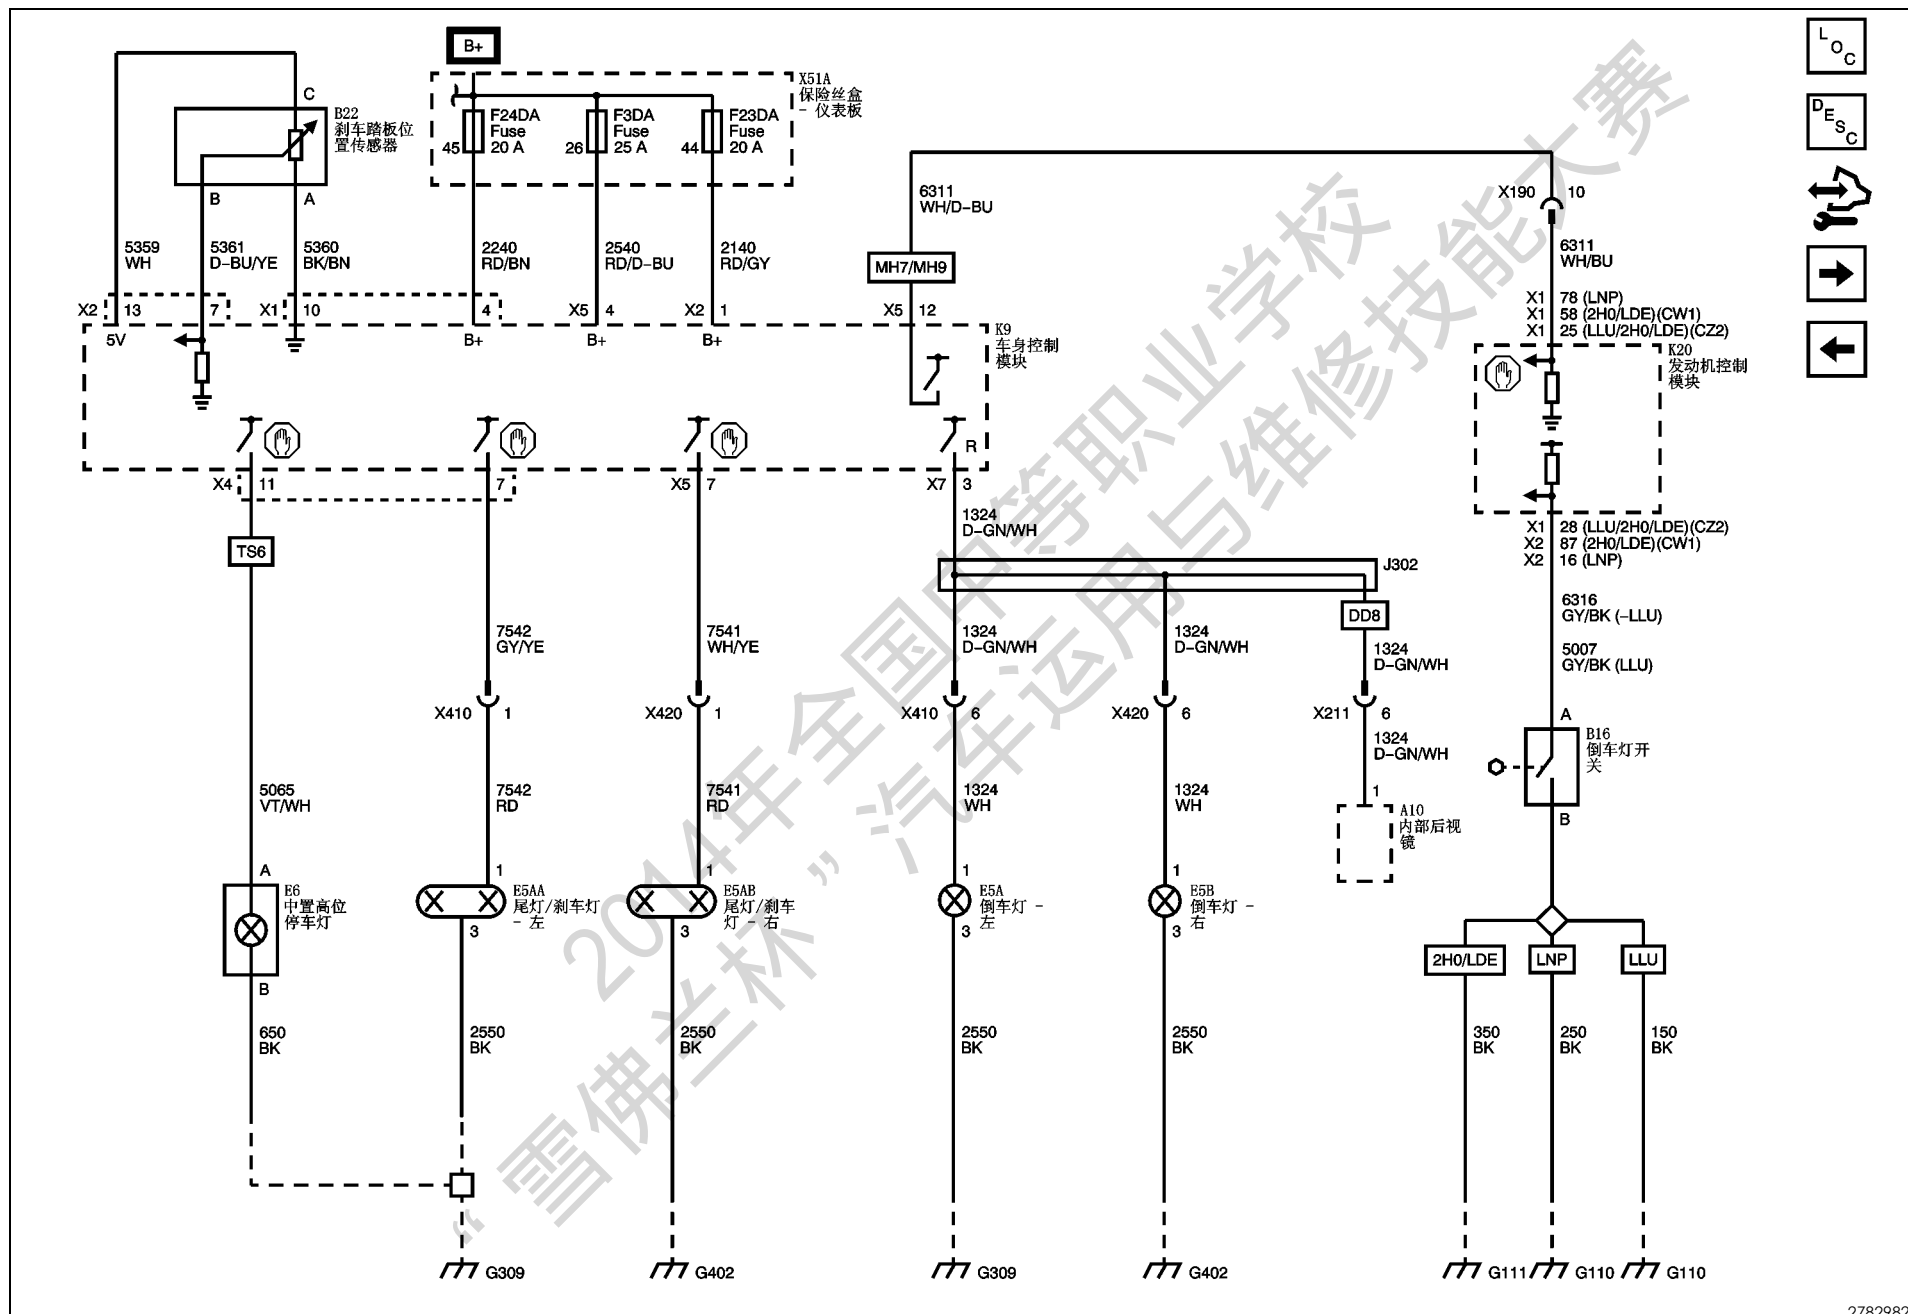 B+
X51A
保险丝盒
- 仪表板
F24DA
Fuse
20 A
45
F3DA
Fuse
25 A
26
F23DA
Fuse
20 A
44
C
B22
刹车踏板位
置传感器
B
A
5359
WH
5361
D-BU/YE
5360
BK/BN
2240
RD/BN
2540
RD/D-BU
2140
RD/GY
6311
WH/D-BU
MH7/MH9
X190
10
6311
WH/BU
X2
13
7
X1
10
4
X5
4
X2
1
X5
12
5V
B+
B+
B+
K9
车身控制
模块
R
X1 78 (LNP)
X1 58 (2H0/LDE)(CW1)
X1 25 (LLU/2H0/LDE)(CZ2)
K20
发动机控制
模块
X4
11
7
X5
7
X7
3
X1 28 (LLU/2H0/LDE)(CZ2)
X2 87 (2H0/LDE)(CW1)
X2 16 (LNP)
1324
D-GN/WH
TS6
J302
DD8
7542
GY/YE
7541
WH/YE
1324
D-GN/WH
1324
D-GN/WH
1324
D-GN/WH
6316
GY/BK (-LLU)
5007
GY/BK (LLU)
X410
1
X420
1
X410
6
X420
6
X211
6
1324
D-GN/WH
A
B16
倒车灯开
关
B
5065
VT/WH
7542
RD
7541
RD
1324
WH
1324
WH
1
A10
内部后视
镜
A
E6
中置高位
停车灯
B
1
E5AA
尾灯/刹车灯
- 左
3
1
E5AB
尾灯/刹车
灯 - 右
3
1
E5A
倒车灯 -
左
3
1
E5B
倒车灯 -
右
3
2H0/LDE
LNP
LLU
650
BK
2550
BK
2550
BK
2550
BK
2550
BK
350
BK
250
BK
150
BK
G309
G402
G309
G402
G111
G110
G110
LOC
DESC
2014年全国中等职业学校
“雪佛兰杯”汽车运用与维修技能大赛
2782982